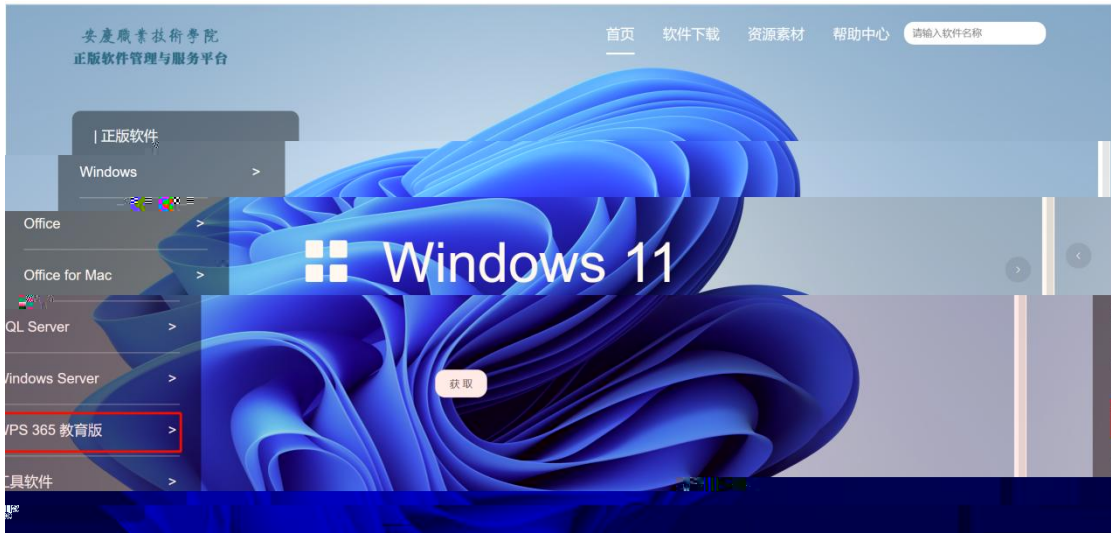 安慶職業技術學院
正版软件管理与服务平台
首页 软件下载 资源素材 帮助中心 请输入软件名称
| 正版软件
Windows >
Office >
Office for Mac >
Windows 11
QL Server >
Windows Server >
获取
WPS 365 教育版 >
工具软件 >